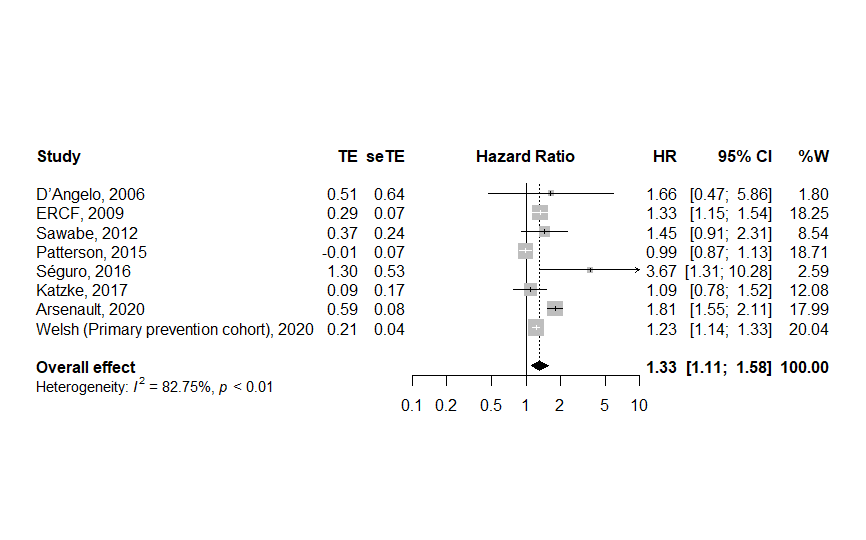 Study TE seTE Hazard Ratio HR 95% CI %W
D’Angelo, 2006 0.51 0.64 1.66 [0.47; 5.86] 1.80
ERCF, 2009 0.29 0.07 1.33 [1.15; 1.54] 18.25
Sawabe, 2012 0.37 0.24 1.45 [0.91; 2.31] 8.54
Patterson, 2015 -0.01 0.07 0.99 [0.87; 1.13] 18.71
Séguro, 2016 1.30 0.53 3.67 [1.31; 10.28] 2.59
Katzke, 2017 0.09 0.17 1.09 [0.78; 1.52] 12.08
Arsenault, 2020 0.59 0.08 1.81 [1.55; 2.11] 17.99
Welsh (Primary prevention cohort), 2020 0.21 0.04 1.23 [1.14; 1.33] 20.04
Overall effect 1.33 [1.11; 1.58] 100.00
Heterogeneity: I² = 82.75%, p < 0.01
0.1 0.2 0.5 1 2 5 10